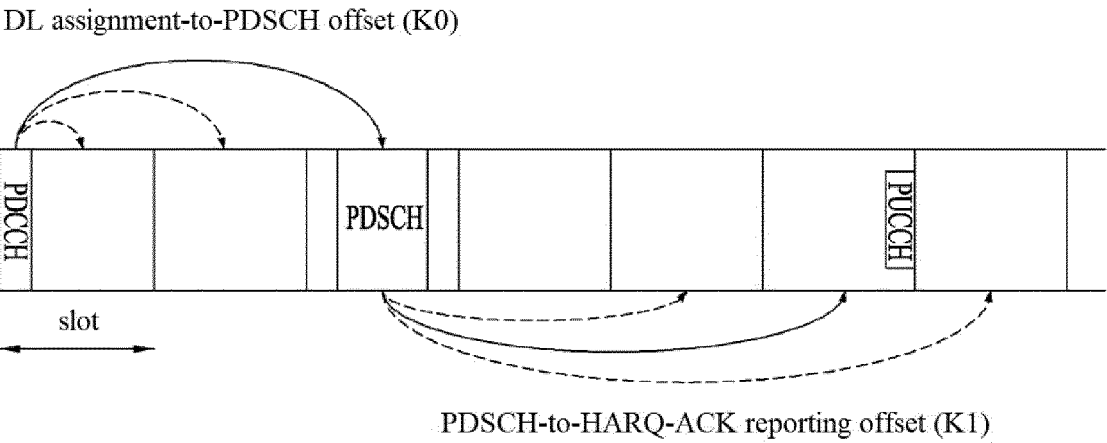 DL assignment-to-PDSCH offset (K0)
PDCCH
PDSCH
PUCCH
slot
PDSCH-to-HARQ-ACK reporting offset (K1)